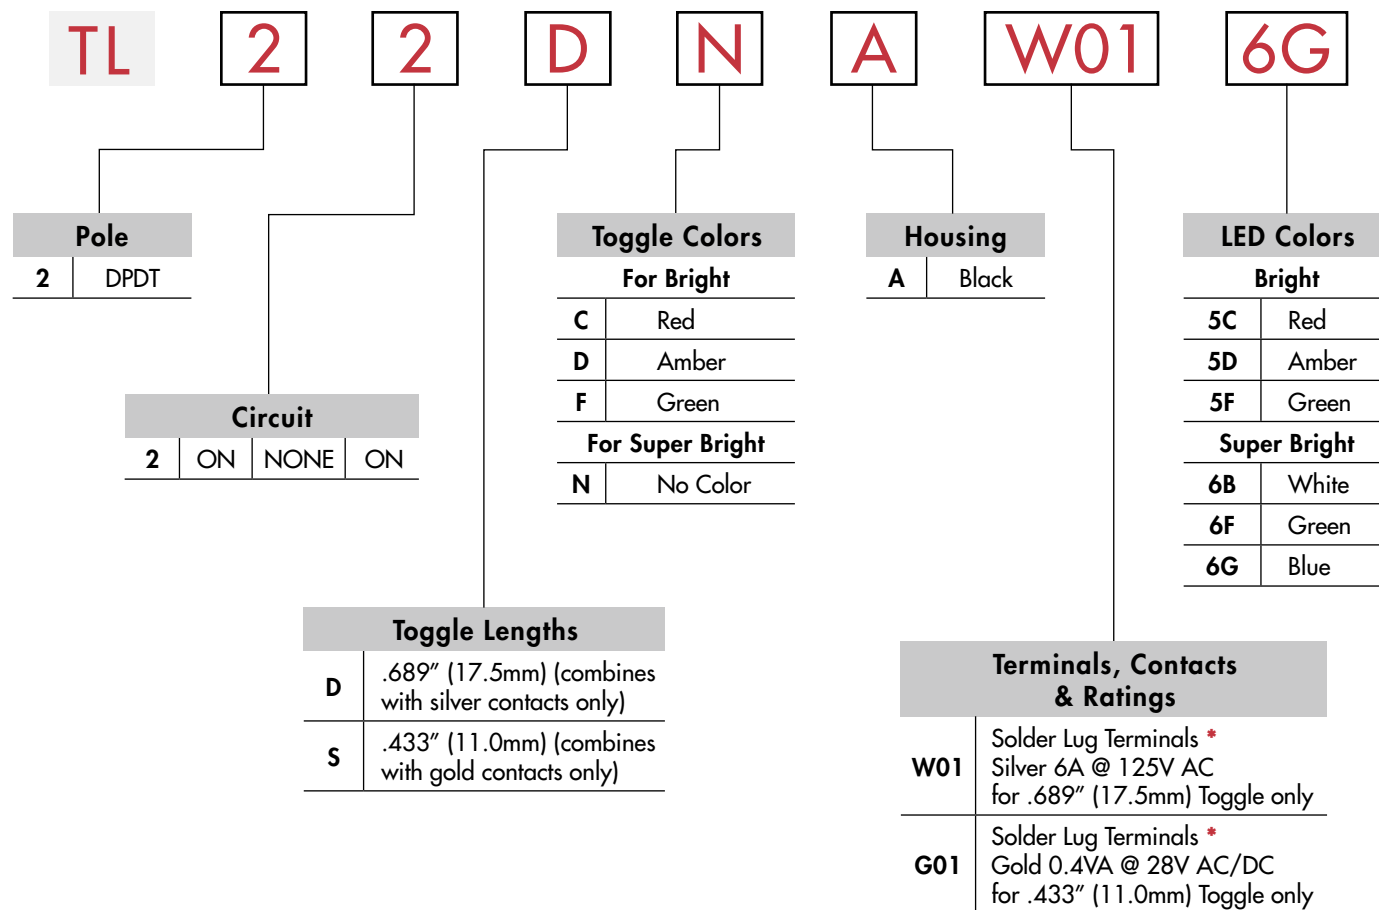 TL 2 2 D N A W01 6G
Pole
2 DPDT
Circuit
2 ON NONE ON
Toggle Lengths
D .689″ (17.5mm) (combines
with silver contacts only)
S .433″ (11.0mm) (combines
with gold contacts only)
Toggle Colors
For Bright
C Red
D Amber
F Green
For Super Bright
N No Color
Housing
A Black
Terminals, Contacts
& Ratings
W01 Solder Lug Terminals *
Silver 6A @ 125V AC
for .689″ (17.5mm) Toggle only
G01 Solder Lug Terminals *
Gold 0.4VA @ 28V AC/DC
for .433″ (11.0mm) Toggle only
LED Colors
Bright
5C Red
5D Amber
5F Green
Super Bright
6B White
6F Green
6G Blue